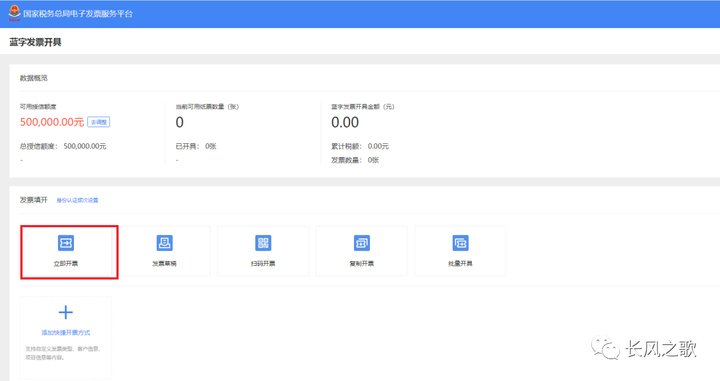 国家税务总局电子发票服务平台
蓝字发票开具
数据概览
可用授信额度
500,000.00元 去调整
总授信额度： 500,000.00元
-
当前可用纸票数量（张）
0
已开具： 0张
-
蓝字发票开具金额（元）
0.00
累计税额： 0.00元
发票数量： 0张
发票填开 身份认证频次设置
立即开票
发票草稿
扫码开票
复制开票
批量开具
添加快捷开票方式
支持自定义发票类型、客户信息、
项目信息等内容。
长风之歌